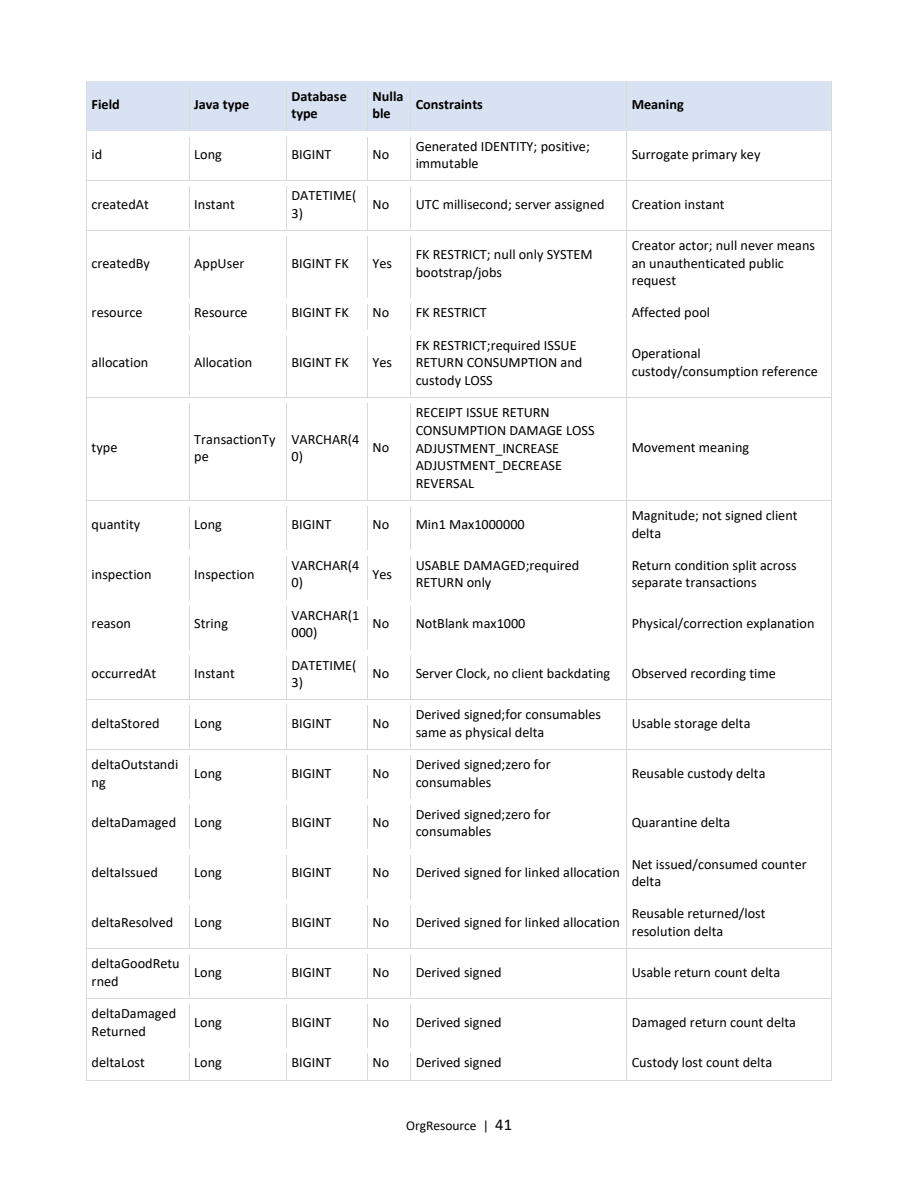 Field | Java type | Database type | Nulla ble | Constraints | Meaning
id | Long | BIGINT | No | Generated IDENTITY; positive; immutable | Surrogate primary key
createdAt | Instant | DATETIME( 3) | No | UTC millisecond; server assigned | Creation instant
createdBy | AppUser | BIGINT FK | Yes | FK RESTRICT; null only SYSTEM bootstrap/jobs | Creator actor; null never means an unauthenticated public request
resource | Resource | BIGINT FK | No | FK RESTRICT | Affected pool
allocation | Allocation | BIGINT FK | Yes | FK RESTRICT;required ISSUE RETURN CONSUMPTION and custody LOSS | Operational custody/consumption reference
type | TransactionTy pe | VARCHAR(4 0) | No | RECEIPT ISSUE RETURN CONSUMPTION DAMAGE LOSS ADJUSTMENT_INCREASE ADJUSTMENT_DECREASE REVERSAL | Movement meaning
quantity | Long | BIGINT | No | Min1 Max1000000 | Magnitude; not signed client delta
inspection | Inspection | VARCHAR(4 0) | Yes | USABLE DAMAGED;required RETURN only | Return condition split across separate transactions
reason | String | VARCHAR(1 000) | No | NotBlank max1000 | Physical/correction explanation
occurredAt | Instant | DATETIME( 3) | No | Server Clock, no client backdating | Observed recording time
deltaStored | Long | BIGINT | No | Derived signed;for consumables same as physical delta | Usable storage delta
deltaOutstandi ng | Long | BIGINT | No | Derived signed;zero for consumables | Reusable custody delta
deltaDamaged | Long | BIGINT | No | Derived signed;zero for consumables | Quarantine delta
deltaIssued | Long | BIGINT | No | Derived signed for linked allocation | Net issued/consumed counter delta
deltaResolved | Long | BIGINT | No | Derived signed for linked allocation | Reusable returned/lost resolution delta
deltaGoodRetu rned | Long | BIGINT | No | Derived signed | Usable return count delta
deltaDamaged Returned | Long | BIGINT | No | Derived signed | Damaged return count delta
deltaLost | Long | BIGINT | No | Derived signed | Custody lost count delta
OrgResource | 41